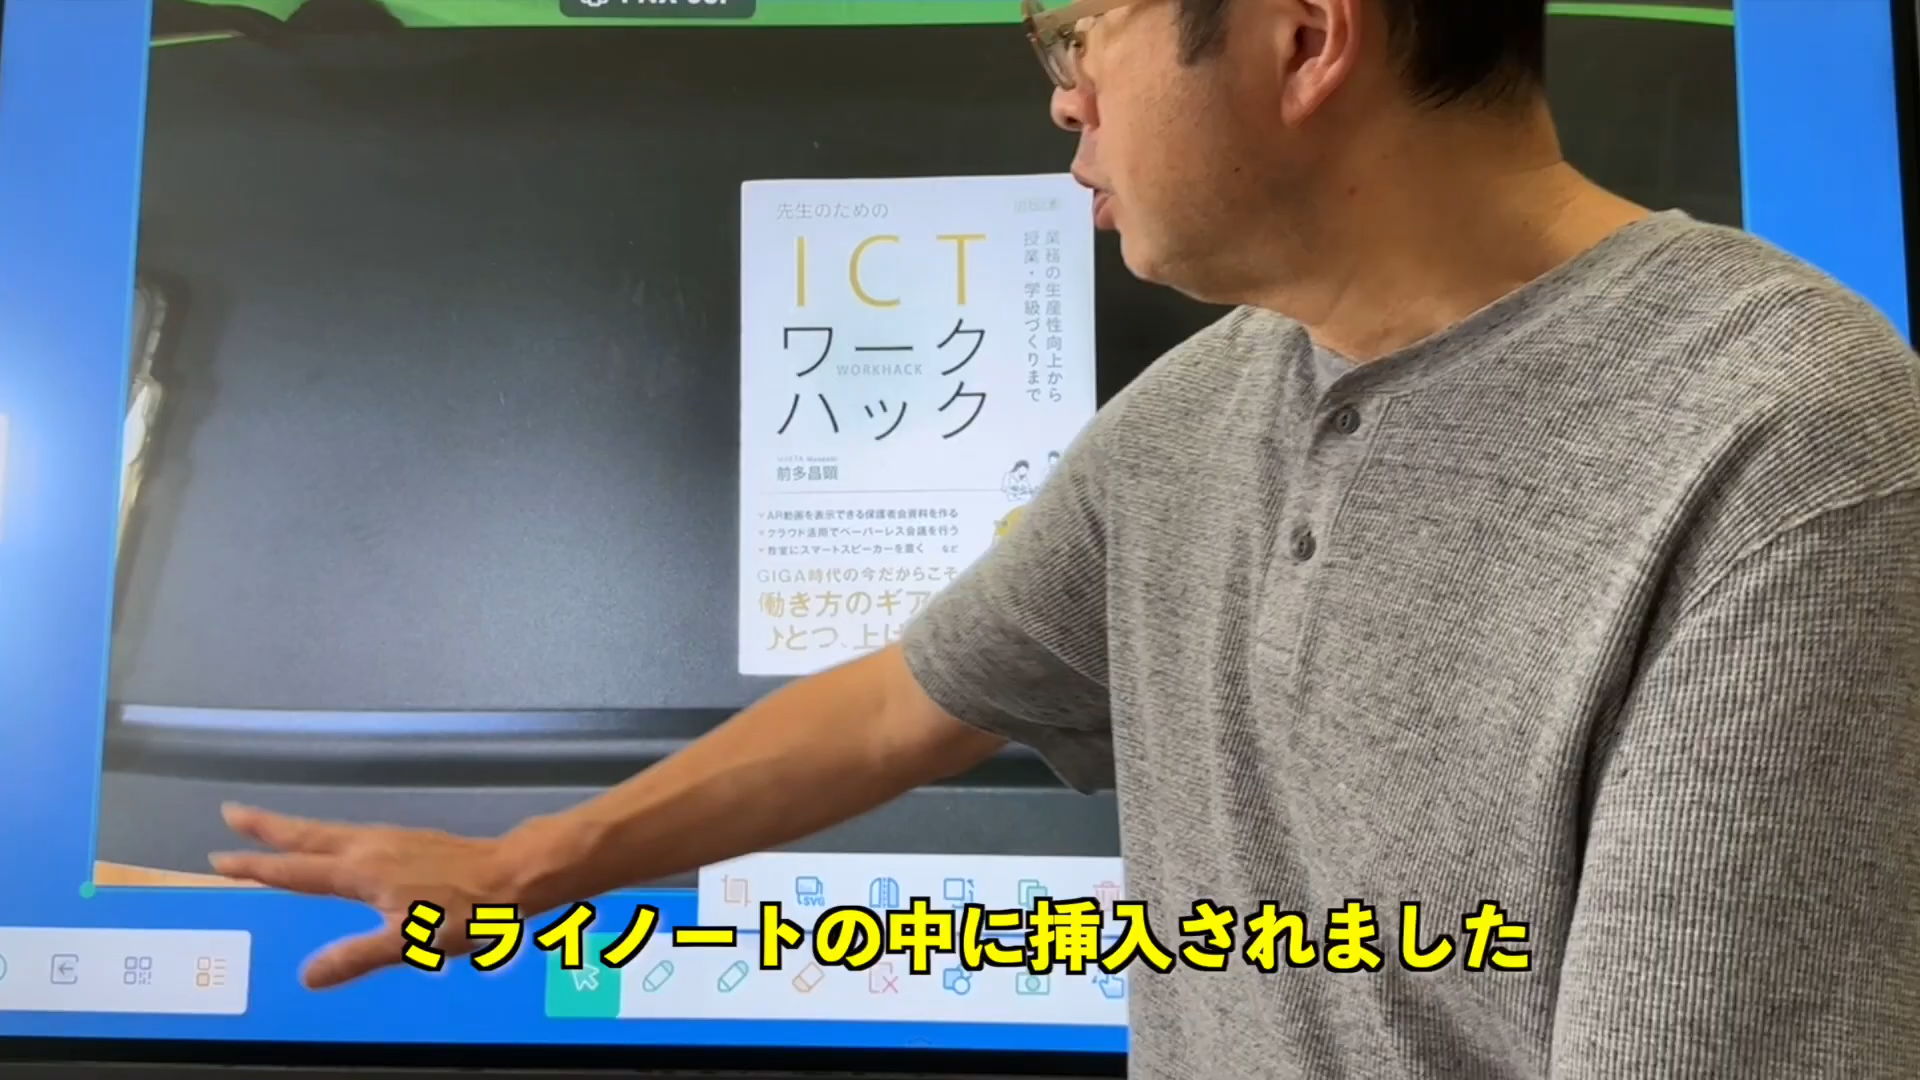 先生のための
ICT
ワーク
WORKHACK
ハック
業務の生産性向上から
授業・学級づくりまで
前多昌顕
AR動画を表示できる保護者会資料を作る
クラウド活用でペーパーレス会議を行う
教室にスマートスピーカーを置く など
GIGA時代の今だからこそ
働き方のギア
ひとつ、上げ
SVG
ミライノートの中に挿入されました